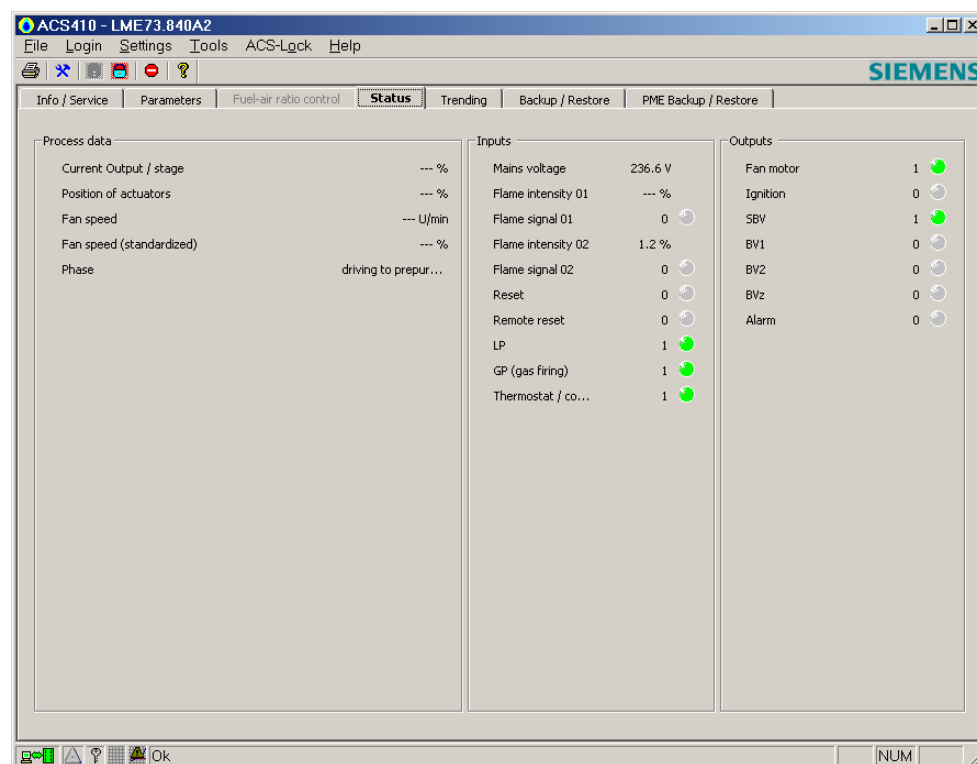 ACS410 - LME73.840A2
File Login Settings Tools ACS-Lock Help
SIEMENS
Info / Service Parameters Fuel-air ratio control Status Trending Backup / Restore PME Backup / Restore
Process data
Current Output / stage --- %
Position of actuators --- %
Fan speed --- U/min
Fan speed (standardized) --- %
Phase driving to prepur...
Inputs
Mains voltage 236.6 V
Flame intensity 01 --- %
Flame signal 01 0
Flame intensity 02 1.2 %
Flame signal 02 0
Reset 0
Remote reset 0
LP 1
GP (gas firing) 1
Thermostat / co... 1
Outputs
Fan motor 1
Ignition 0
SBV 1
BV1 0
BV2 0
BVz 0
Alarm 0
Ok NUM